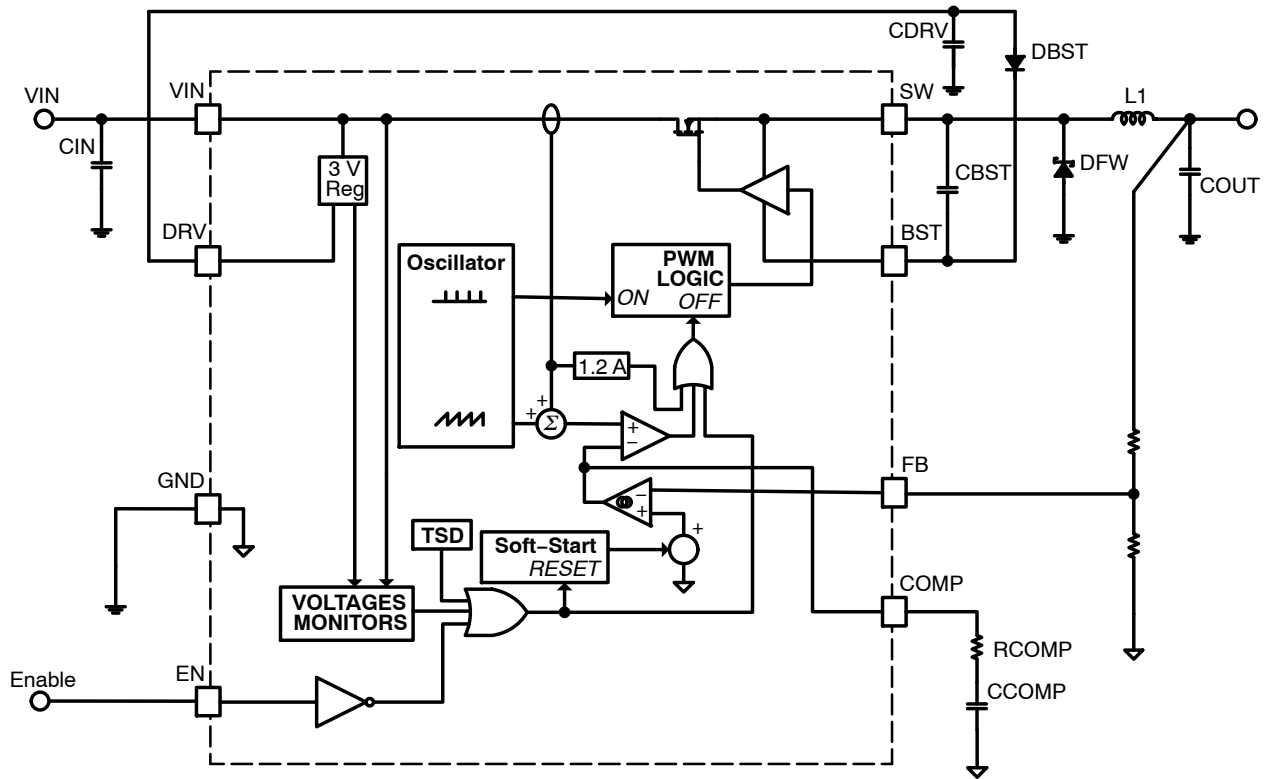 CDRV
DBST
VIN
VIN
SW
L1
CIN
3 V
Reg
CBST
DFW
COUT
DRV
BST
Oscillator
PWM
LOGIC
ON
OFF
1.2 A
+
+
Σ
+
−
GND
FB
−
+
+
TSD
Soft−Start
RESET
COMP
VOLTAGES
MONITORS
RCOMP
EN
Enable
CCOMP